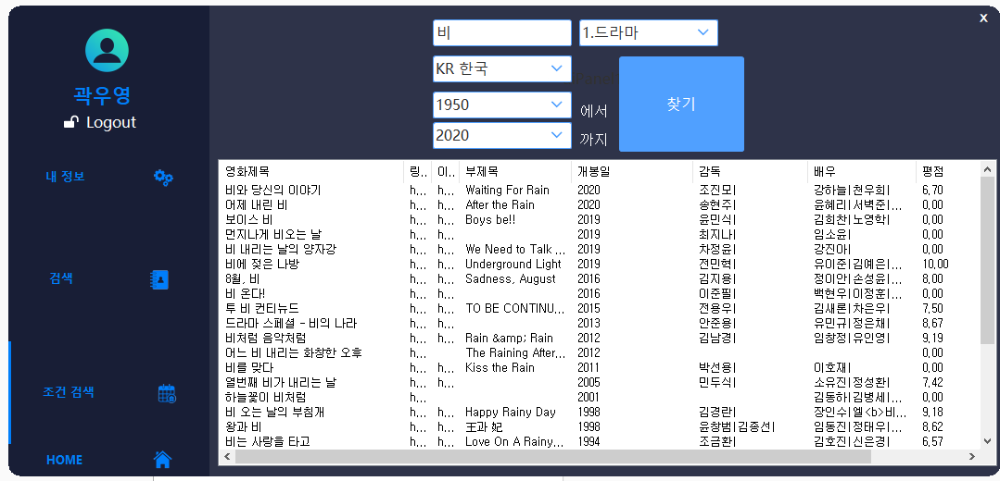 x
곽우영
Logout
내 정보
검색
조건 검색
HOME
비
1.드라마
KR 한국
1950
에서
2020
까지
찾기
영화제목 링.. 이.. 부제목 개봉일 감독 배우 평점
비와 당신의 이야기 h... h... Waiting For Rain 2020 조진모| 강하늘|천우희| 6,70
어제 내린 비 h... h... After the Rain 2020 송현주| 윤혜리|서벽준|... 0,00
보이스 비 h... h... Boys be!! 2019 윤민식| 김희찬|노영학| 0,00
먼지나게 비오는 날 h... h... 2019 최지나| 임소윤| 0,00
비 내리는 날의 양자강 h... h... We Need to Talk ... 2019 차정윤| 강진아| 0,00
비에 젖은 나방 h... h... Underground Light 2019 전민혁| 유이준|김예은|... 10,00
8월, 비 h... h... Sadness, August 2016 김지용| 정미안|손성윤|... 8,00
비 온다! h... h... 2016 이준필| 백현우|이정훈|... 0,00
투 비 컨티뉴드 h... h... TO BE CONTINU... 2015 전용우| 김새론|차은우| 7,50
드라마 스페셜 - 비의 나라 h... h... 2013 안준용| 유민규|정은채| 8,67
비처럼 음악처럼 h... h... Rain &amp; Rain 2012 김남경| 임창정|유인영| 9,19
어느 비 내리는 화창한 오후 h... The Raining After... 2012 0,00
비를 맞다 h... h... Kiss the Rain 2011 박선용| 이호재| 0,00
열번째 비가 내리는 날 h... h... 2005 민두식| 소유진|정성환| 7,42
하늘꽃이 비처럼 h... 2001 김동하|김병세|... 0,00
비 오는 날의 부침개 h... h... Happy Rainy Day 1998 김경란| 장인수|엘<b>비... 9,18
왕과 비 h... h... 王과 妃 1998 윤창범|김종선| 임동진|정태우|... 8,62
비는 사랑을 타고 h... h... Love On A Rainy... 1994 조금환| 김호진|신은경| 6,57